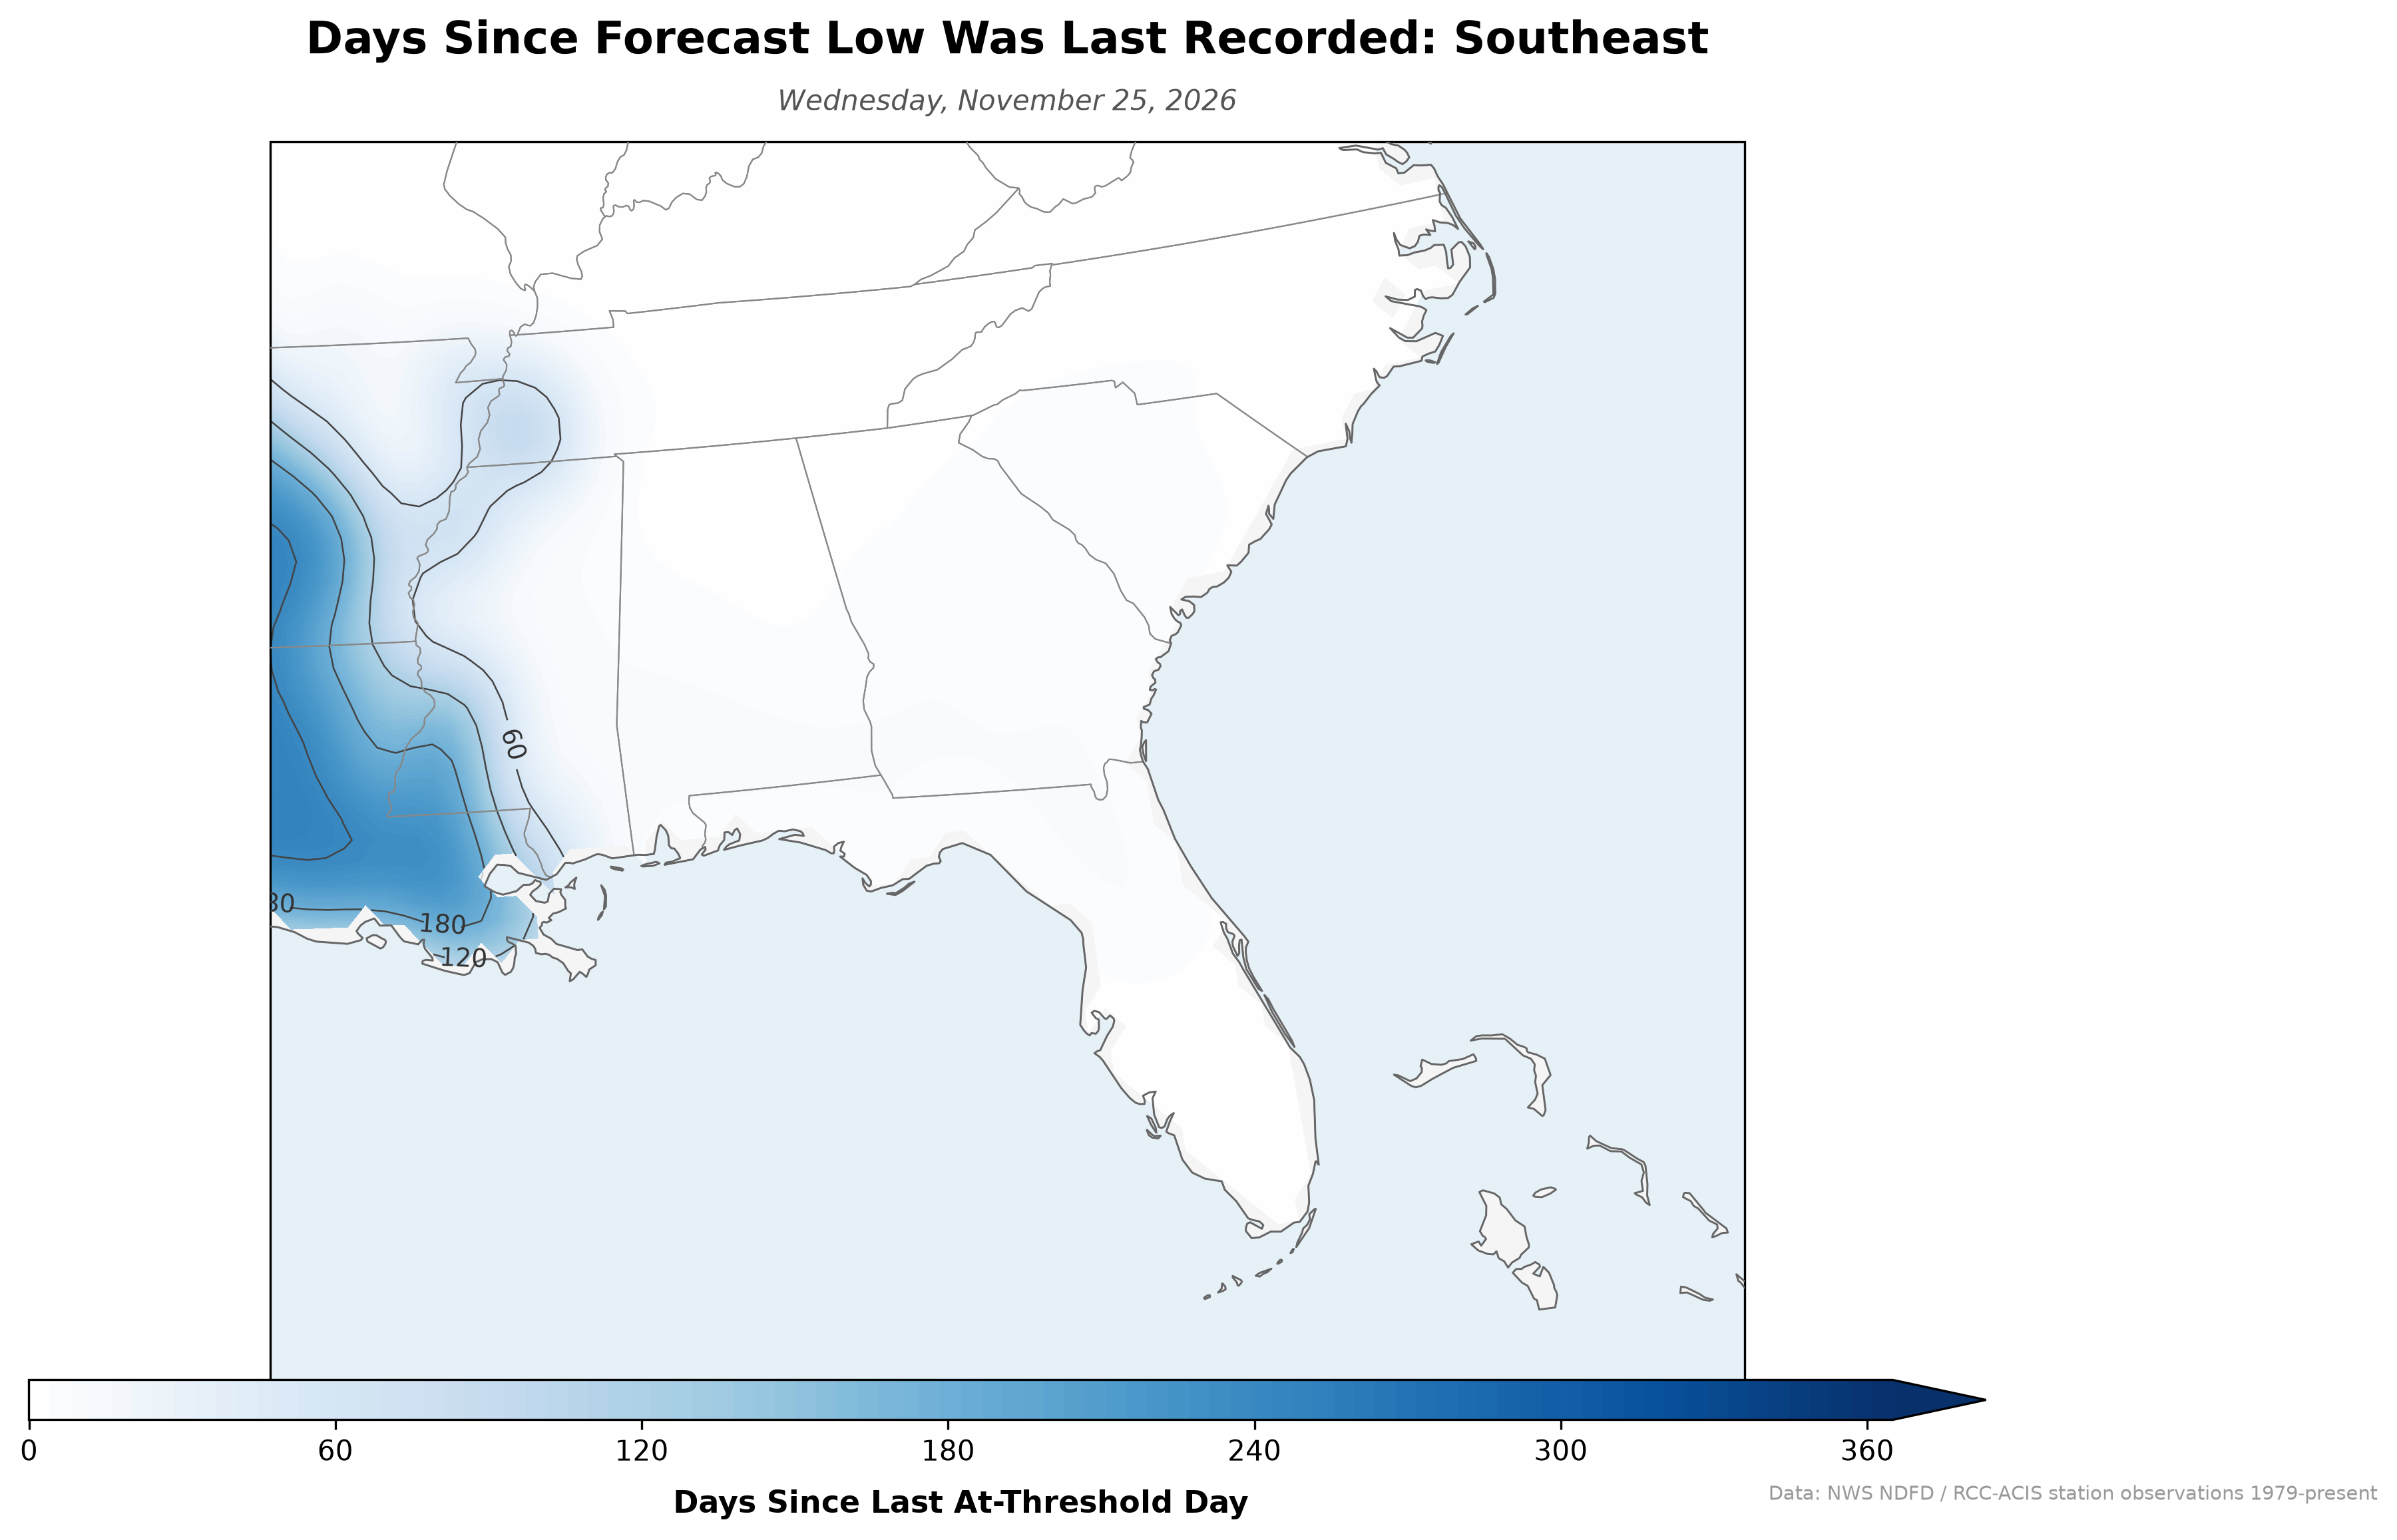 Days Since Forecast Low Was Last Recorded: Southeast
Wednesday, November 25, 2026
60
80
180
120
0 60 120 180 240 300 360
Days Since Last At-Threshold Day
Data: NWS NDFD / RCC-ACIS station observations 1979-present